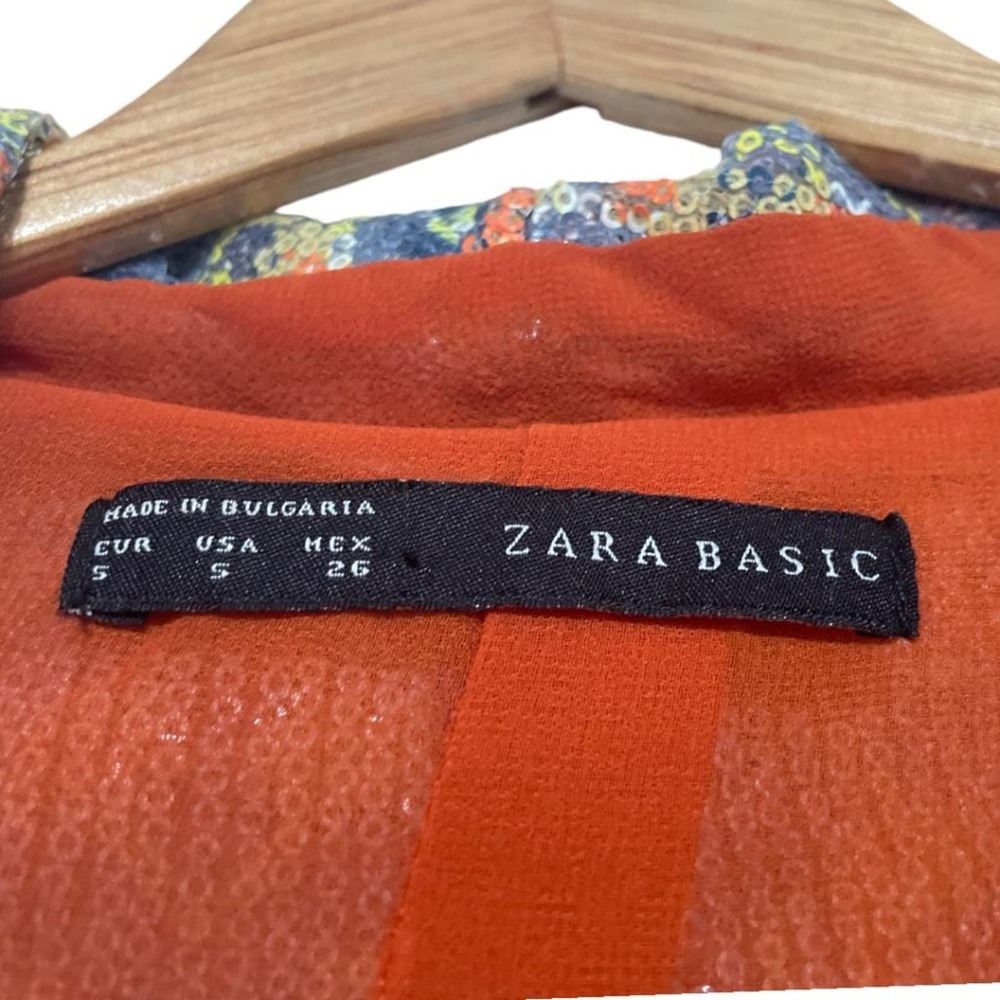 MADE IN BULGARIA
EUR USA MEX
S S 26
ZARA BASIC